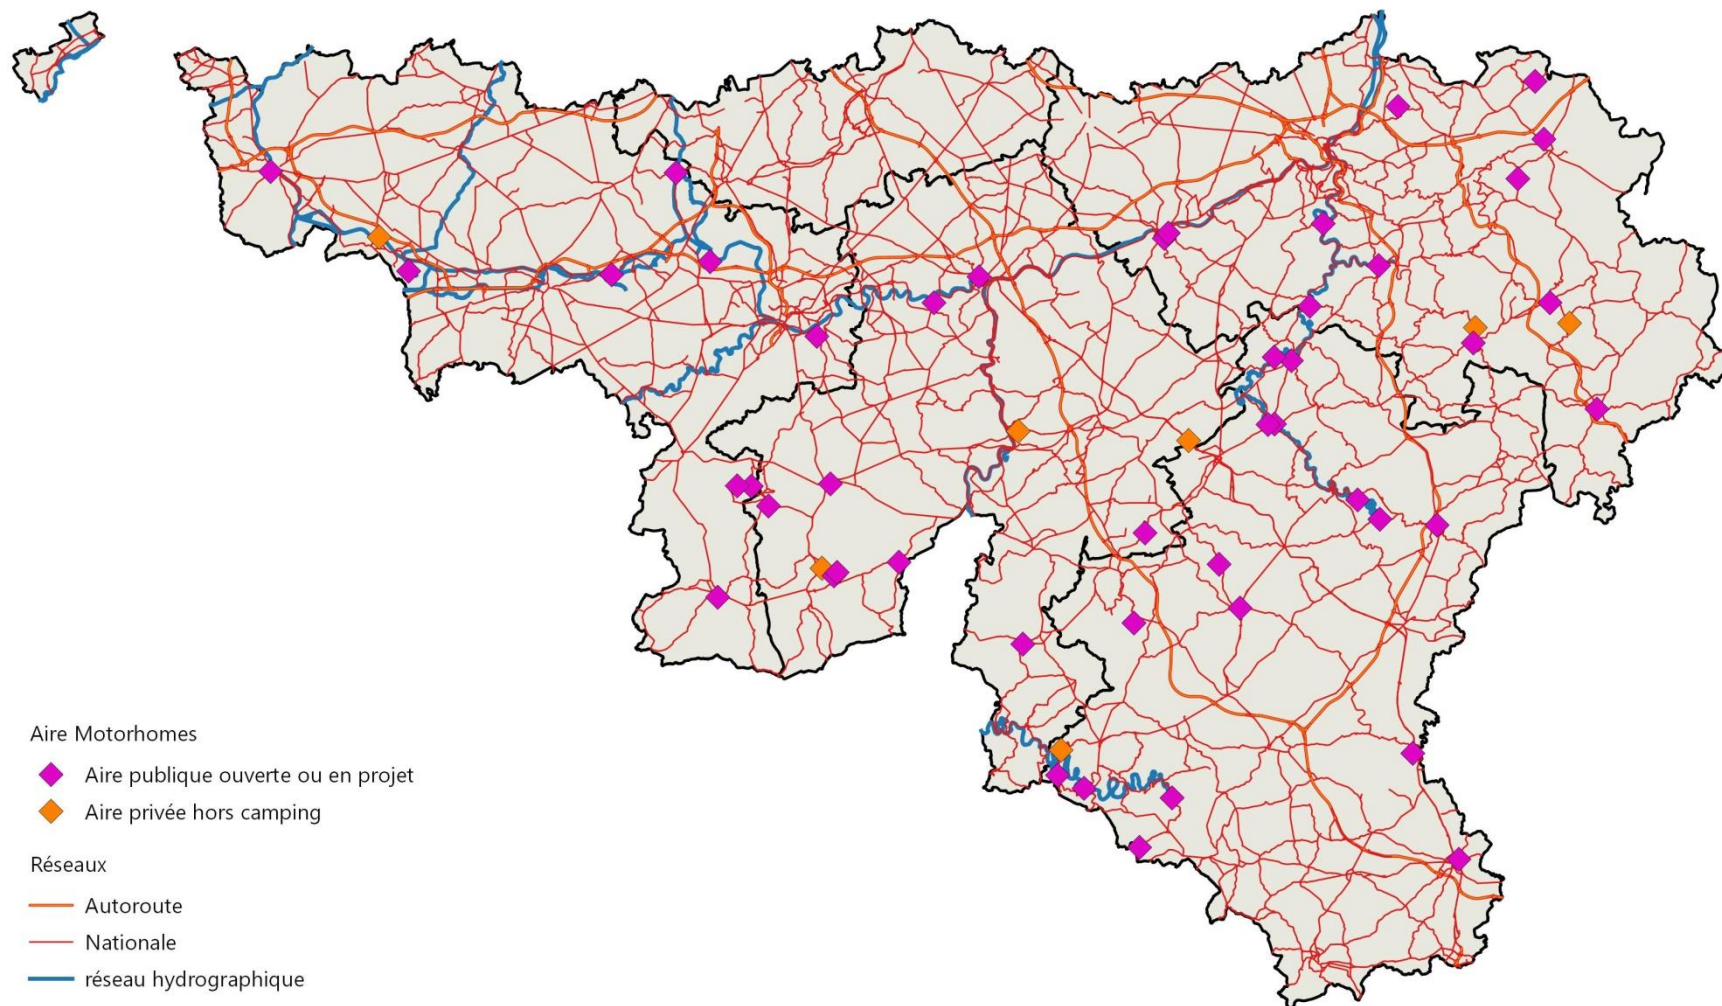 Aire Motorhomes
Aire publique ouverte ou en projet
Aire privée hors camping
Réseaux
Autoroute
Nationale
réseau hydrographique